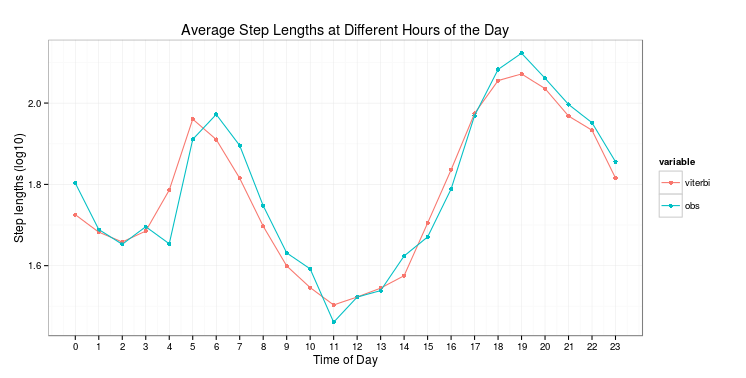 Average Step Lengths at Different Hours of the Day
Step lengths (log10)
2.0
1.8
1.6
0 1 2 3 4 5 6 7 8 9 10 11 12 13 14 15 16 17 18 19 20 21 22 23
Time of Day
variable
viterbi
obs